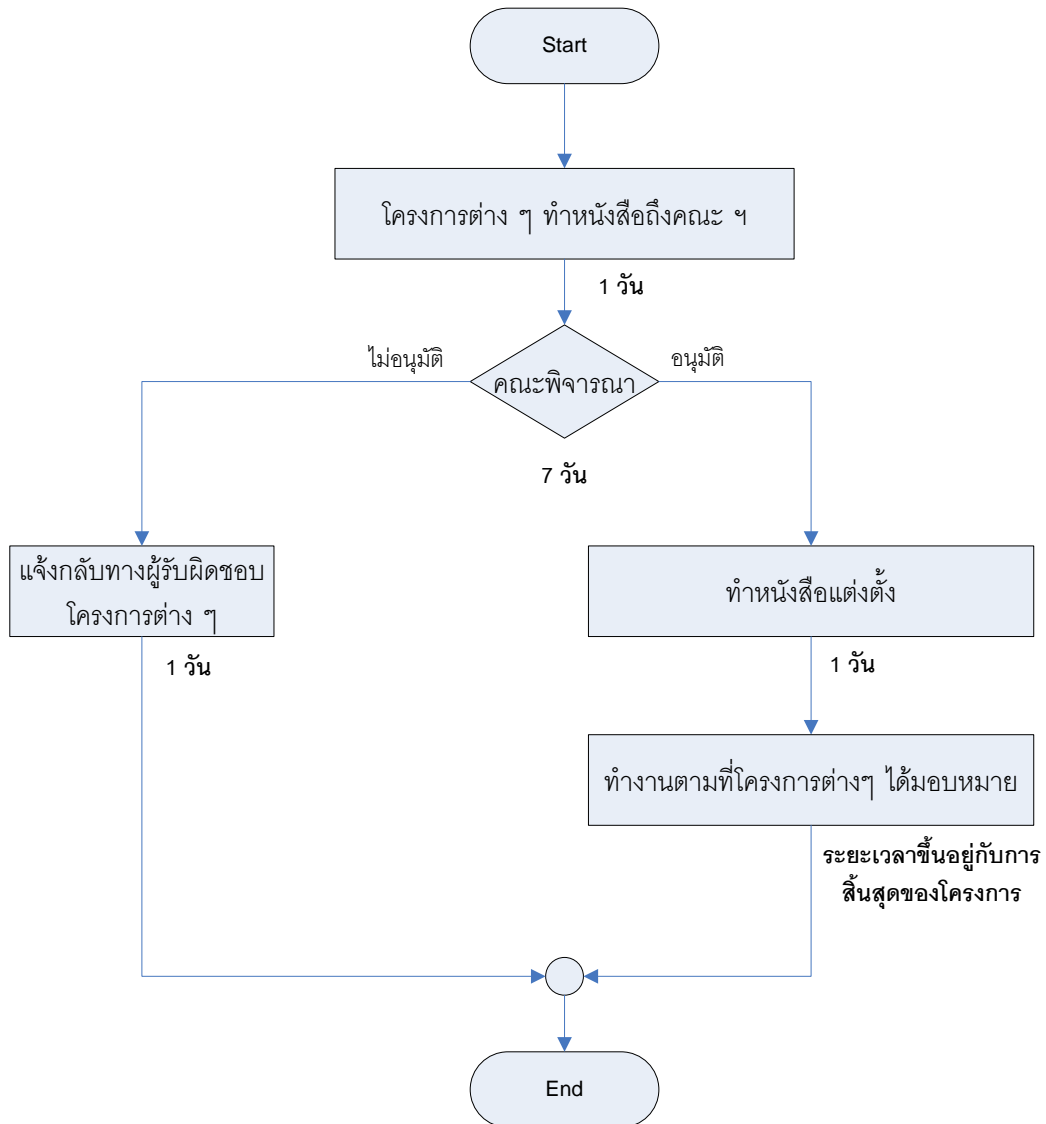 Start
โครงการต่าง ๆ ทำหนังสือถึงคณะ ฯ
1 วัน
ไม่อนุมัติ
อนุมัติ
คณะพิจารณา
7 วัน
แจ้งกลับทางผู้รับผิดชอบ
โครงการต่าง ๆ
1 วัน
ทำหนังสือแต่งตั้ง
1 วัน
ทำงานตามที่โครงการต่างๆ ได้มอบหมาย
ระยะเวลาขึ้นอยู่กับการ
สิ้นสุดของโครงการ
End